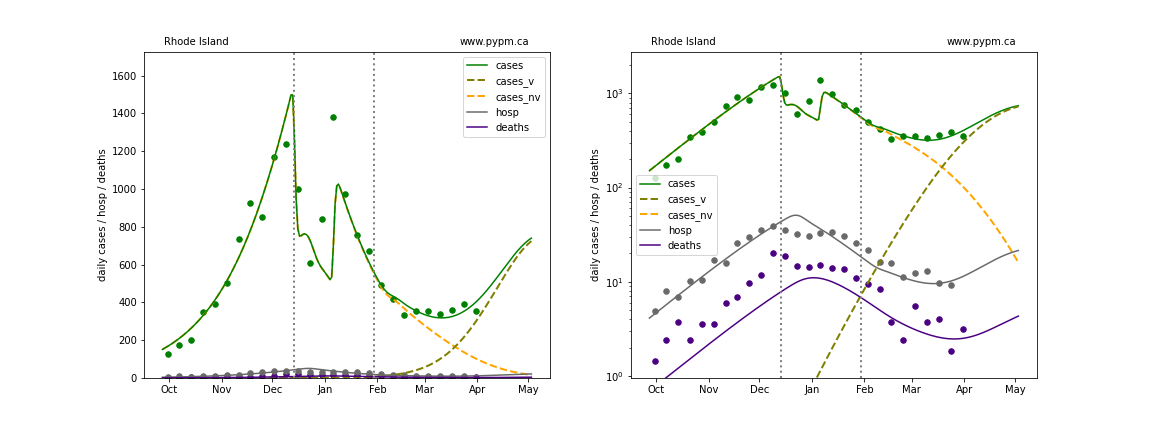 Rhode Island www.pypm.ca
daily cases / hosp / deaths
1600
1400
1200
1000
800
600
400
200
0
Oct Nov Dec Jan Feb Mar Apr May
cases
cases_v
cases_nv
hosp
deaths
Rhode Island www.pypm.ca
daily cases / hosp / deaths
10³
10²
10¹
10⁰
Oct Nov Dec Jan Feb Mar Apr May
cases
cases_v
cases_nv
hosp
deaths